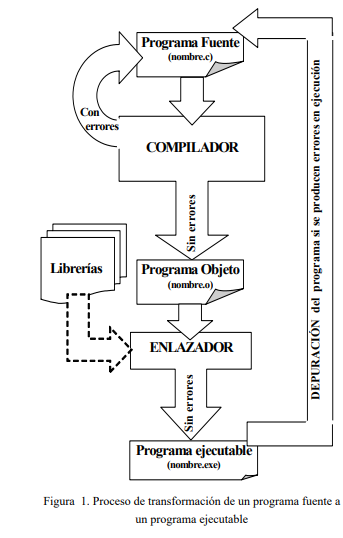 Programa Fuente
(nombre.c)
Con
errores
COMPILADOR
Sin errores
Librerías
Programa Objeto
(nombre.o)
ENLAZADOR
Sin errores
Programa ejecutable
(nombre.exe)
DEPURACIÓN del programa si se producen errores en ejecución
Figura 1. Proceso de transformación de un programa fuente a
un programa ejecutable